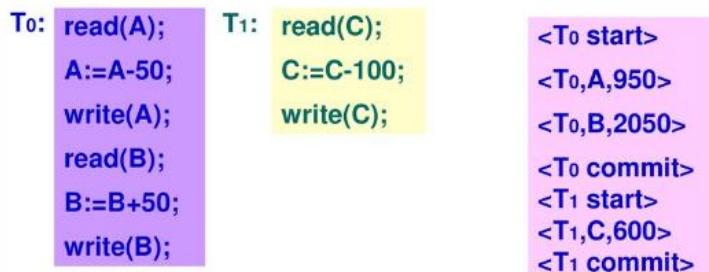 T0:
read(A);
A:=A-50;
write(A);
read(B);
B:=B+50;
write(B);
T1:
read(C);
C:=C-100;
write(C);
<T0 start>
<T0,A,950>
<T0,B,2050>
<T0 commit>
<T1 start>
<T1,C,600>
<T1 commit>